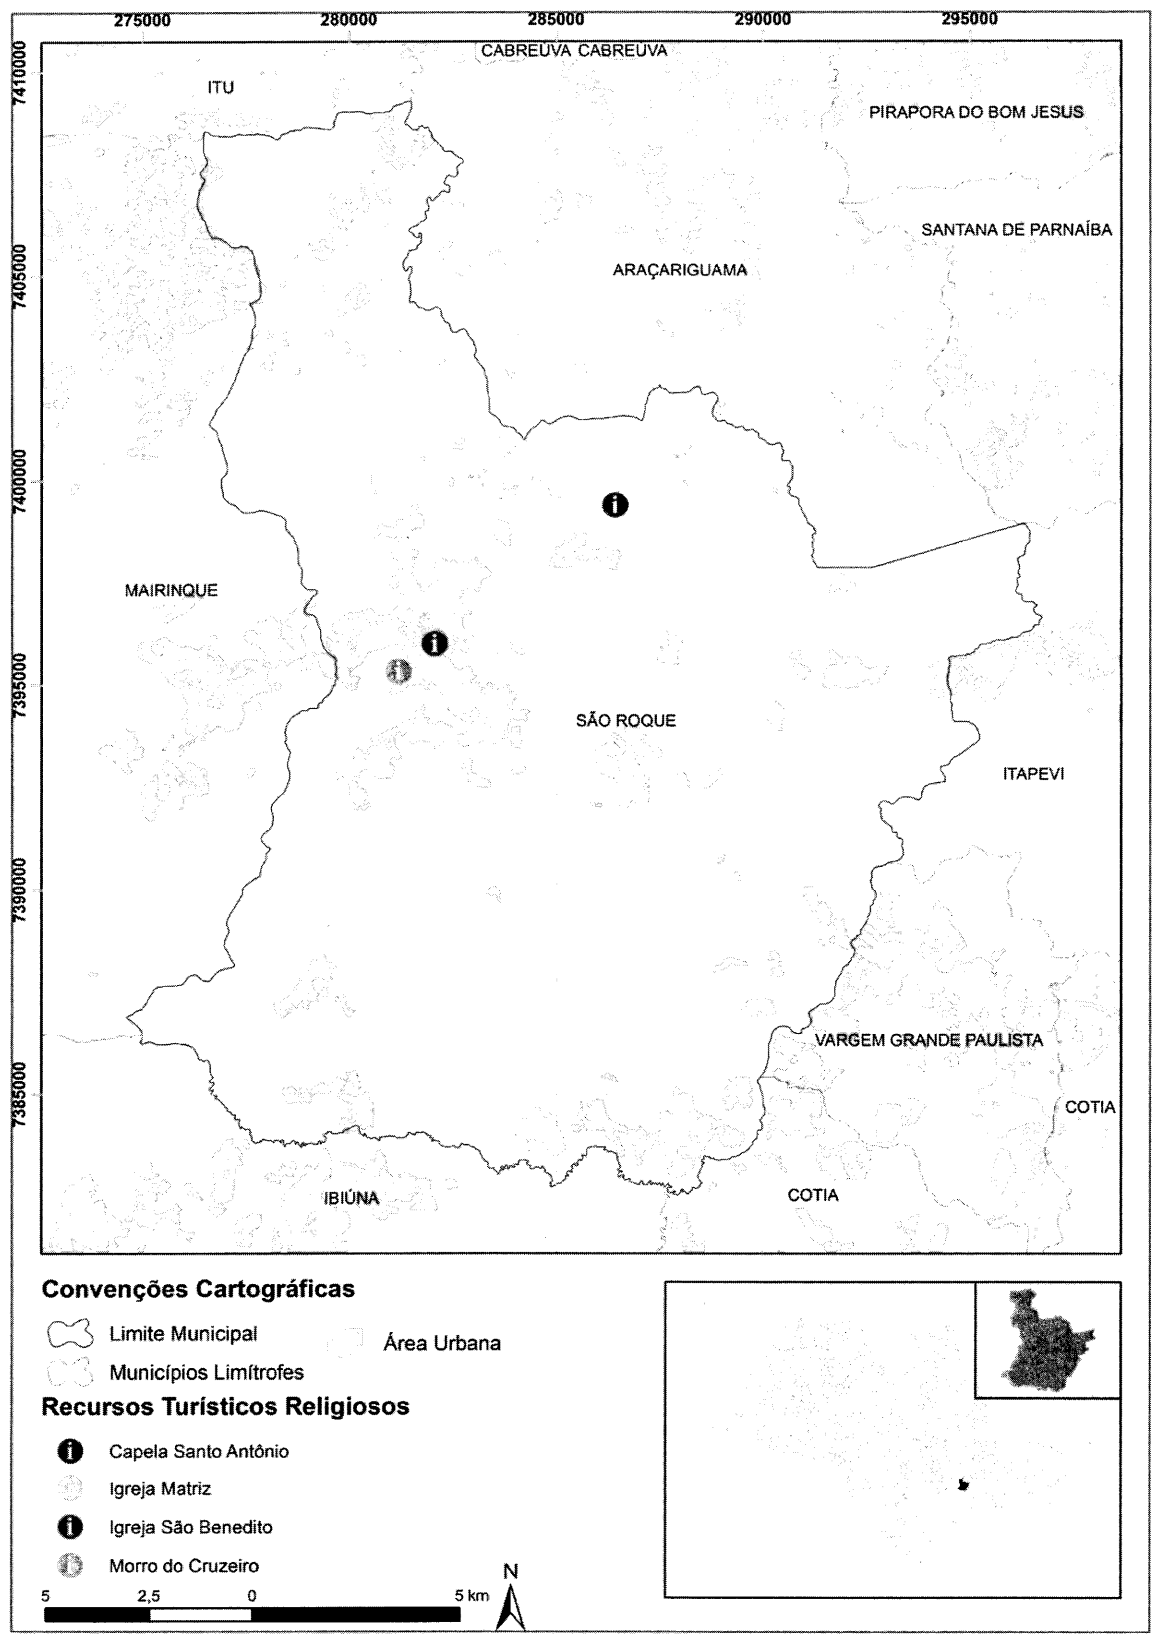 275000 280000 285000 290000 295000
7410000
7405000
7400000
7395000
7390000
7385000
CABREÚVA CABREÚVA
ITU
PIRAPORA DO BOM JESUS
SANTANA DE PARNAÍBA
ARAÇARIGUAMA
MAIRINQUE
SÃO ROQUE
ITAPEVI
VARGEM GRANDE PAULISTA
COTIA
IBIÚNA
COTIA
Convenções Cartográficas
Limite Municipal
Área Urbana
Municípios Limítrofes
Recursos Turísticos Religiosos
Capela Santo Antônio
Igreja Matriz
Igreja São Benedito
Morro do Cruzeiro
5 2,5 0 5 km
N